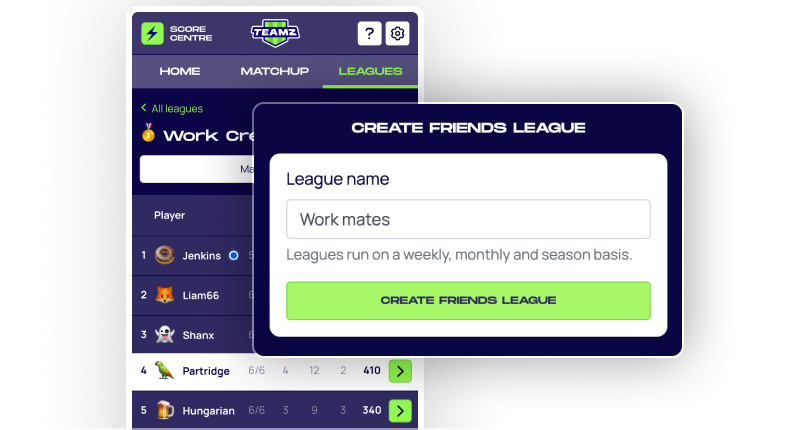 SCORE
CENTRE
TEAMZ
?
HOME MATCHUP LEAGUES
All leagues
Work Cre
Ma
Player
1 Jenkins 5
2 Liam66 6
3 Shanx 6
4 Partridge 6/6 4 12 2 410
5 Hungarian 6/6 3 9 3 340
CREATE FRIENDS LEAGUE
League name
Work mates
Leagues run on a weekly, monthly and season basis.
CREATE FRIENDS LEAGUE